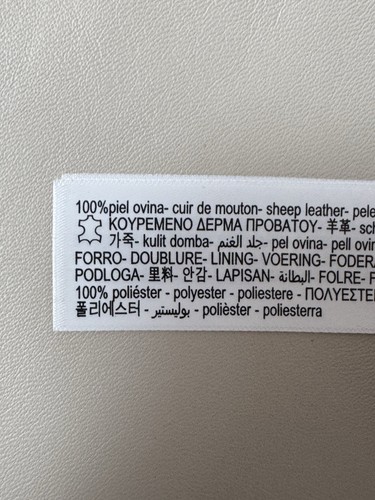 100%piel ovina- cuir de mouton- sheep leather- pele
ΚΟΥΡΕΜΕΝΟ ΔΕΡΜΑ ΠΡΟΒΑΤΟΥ- 羊革- sch
가죽- kulit domba- جلد الغنم- pel ovina- pell ovin
FORRO- DOUBLURE- LINING- VOERING- FODERA
PODLOGA- 里料- 안감- LAPISAN- البطانة- FOLRE- F
100% poliéster - polyester - poliestere - ΠΟΛΥΕΣΤΕ
폴리에스터 - بوليستير - polièster - poliesterra